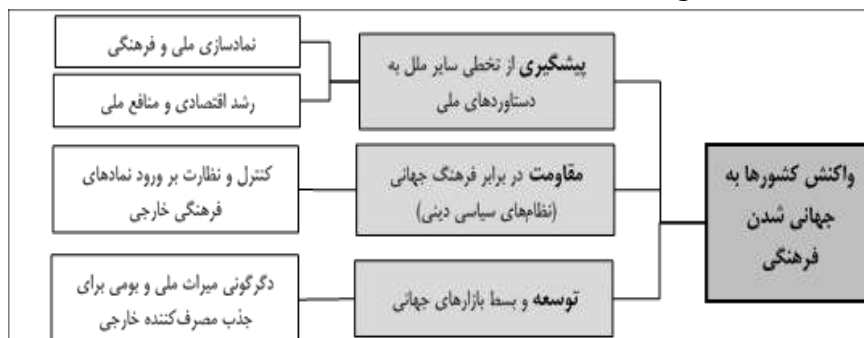 واکنش کشورها به
جهانی شدن
فرهنگی
پیشگیری از تخطی سایر ملل به
دستاوردهای ملی
نمادسازی ملی و فرهنگی
رشد اقتصادی و منافع ملی
مقاومت در برابر فرهنگ جهانی
(نظام‌های سیاسی دینی)
کنترل و نظارت بر ورود نمادهای
فرهنگی خارجی
توسعه و بسط بازارهای جهانی
دگرگونی میراث ملی و بومی برای
جذب مصرف‌کننده خارجی